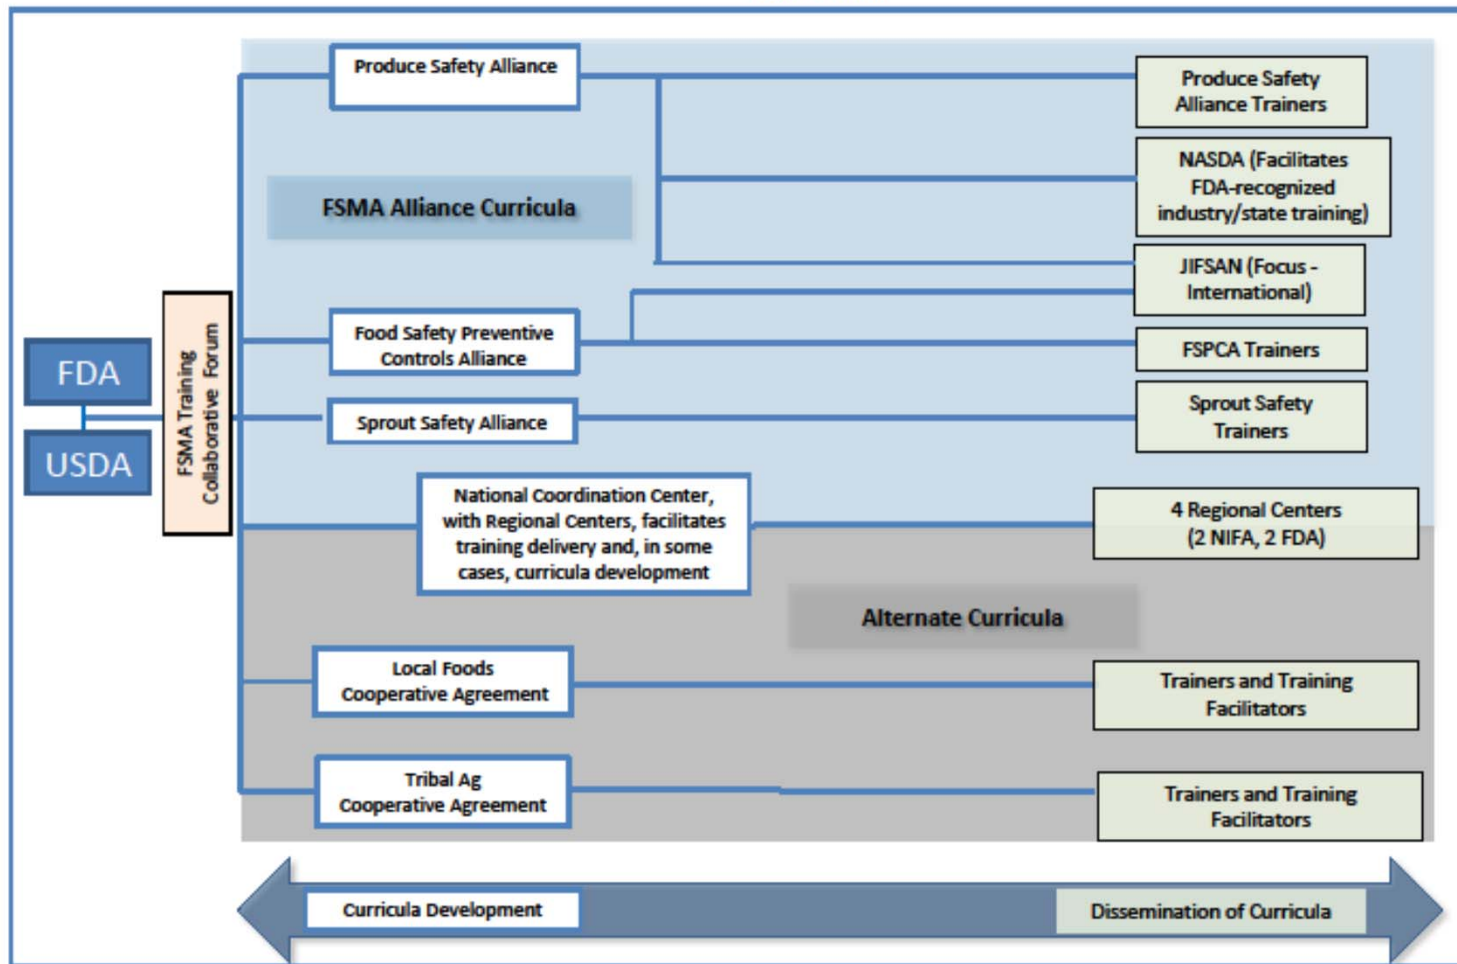 FDA
USDA
FSMA Training
Collaborative Forum
Produce Safety Alliance
FSMA Alliance Curricula
Food Safety Preventive
Controls Alliance
Sprout Safety Alliance
National Coordination Center,
with Regional Centers, facilitates
training delivery and, in some
cases, curricula development
Alternate Curricula
Local Foods
Cooperative Agreement
Tribal Ag
Cooperative Agreement
Produce Safety
Alliance Trainers
NASDA (Facilitates
FDA-recognized
industry/state training)
JIFSAN (Focus -
International)
FSPCA Trainers
Sprout Safety
Trainers
4 Regional Centers
(2 NIFA, 2 FDA)
Trainers and Training
Facilitators
Trainers and Training
Facilitators
Curricula Development
Dissemination of Curricula